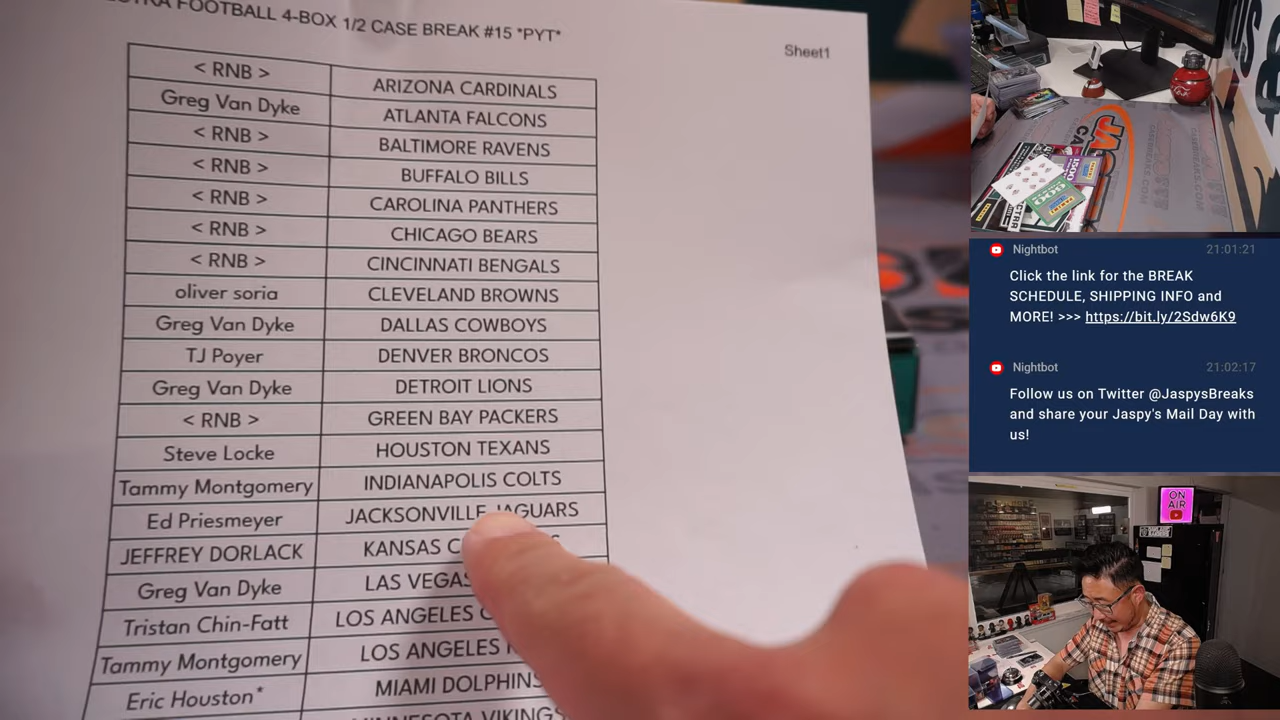 FOOTBALL 4-BOX 1/2 CASE BREAK #15 *PYT*
Sheet1
< RNB > ARIZONA CARDINALS
Greg Van Dyke ATLANTA FALCONS
< RNB > BALTIMORE RAVENS
< RNB > BUFFALO BILLS
< RNB > CAROLINA PANTHERS
< RNB > CHICAGO BEARS
< RNB > CINCINNATI BENGALS
oliver soria CLEVELAND BROWNS
Greg Van Dyke DALLAS COWBOYS
TJ Poyer DENVER BRONCOS
Greg Van Dyke DETROIT LIONS
< RNB > GREEN BAY PACKERS
Steve Locke HOUSTON TEXANS
Tammy Montgomery INDIANAPOLIS COLTS
Ed Priesmeyer JACKSONVILLE JAGUARS
JEFFREY DORLACK KANSAS
Greg Van Dyke LAS VEGAS
Tristan Chin-Fatt LOS ANGELES
Tammy Montgomery LOS ANGELES
Eric Houston* MIAMI DOLPHINS
MINNESOTA VIKINGS
Nightbot 21:01:21
Click the link for the BREAK
SCHEDULE, SHIPPING INFO and
MORE! >>> https://bit.ly/2Sdw6K9
Nightbot 21:02:17
Follow us on Twitter @JaspysBreaks
and share your Jaspy's Mail Day with
us!
ON
AIR